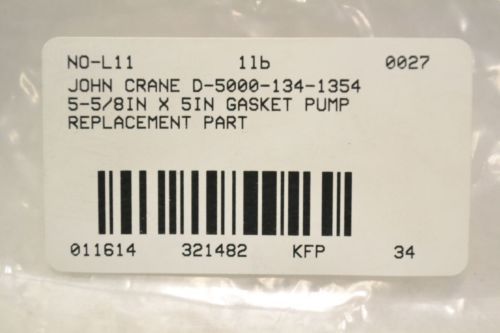 NO-L11 11b 0027
JOHN CRANE D-5000-134-1354
5-5/8IN X 5IN GASKET PUMP
REPLACEMENT PART
011614 321482 KFP 34